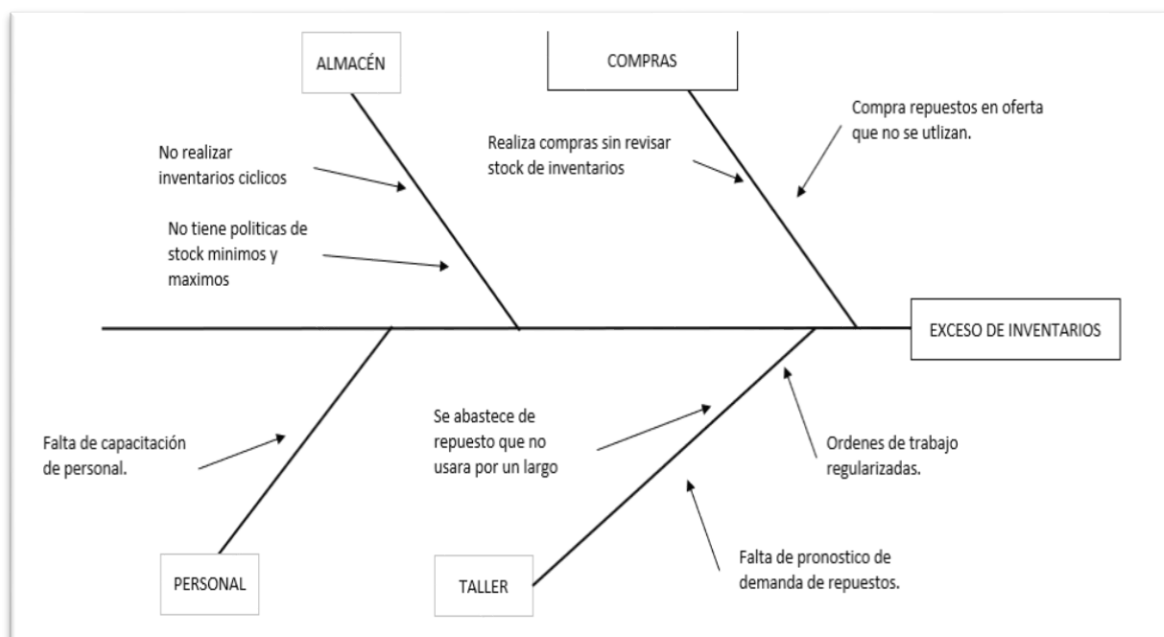 ALMACÉN
COMPRAS
Compra repuestos en oferta
que no se utlizan.
Realiza compras sin revisar
stock de inventarios
No realizar
inventarios ciclicos
No tiene politicas de
stock minimos y
maximos
EXCESO DE INVENTARIOS
Se abastece de
repuesto que no
usara por un largo
Falta de capacitación
de personal.
Ordenes de trabajo
regularizadas.
Falta de pronostico de
demanda de repuestos.
PERSONAL
TALLER